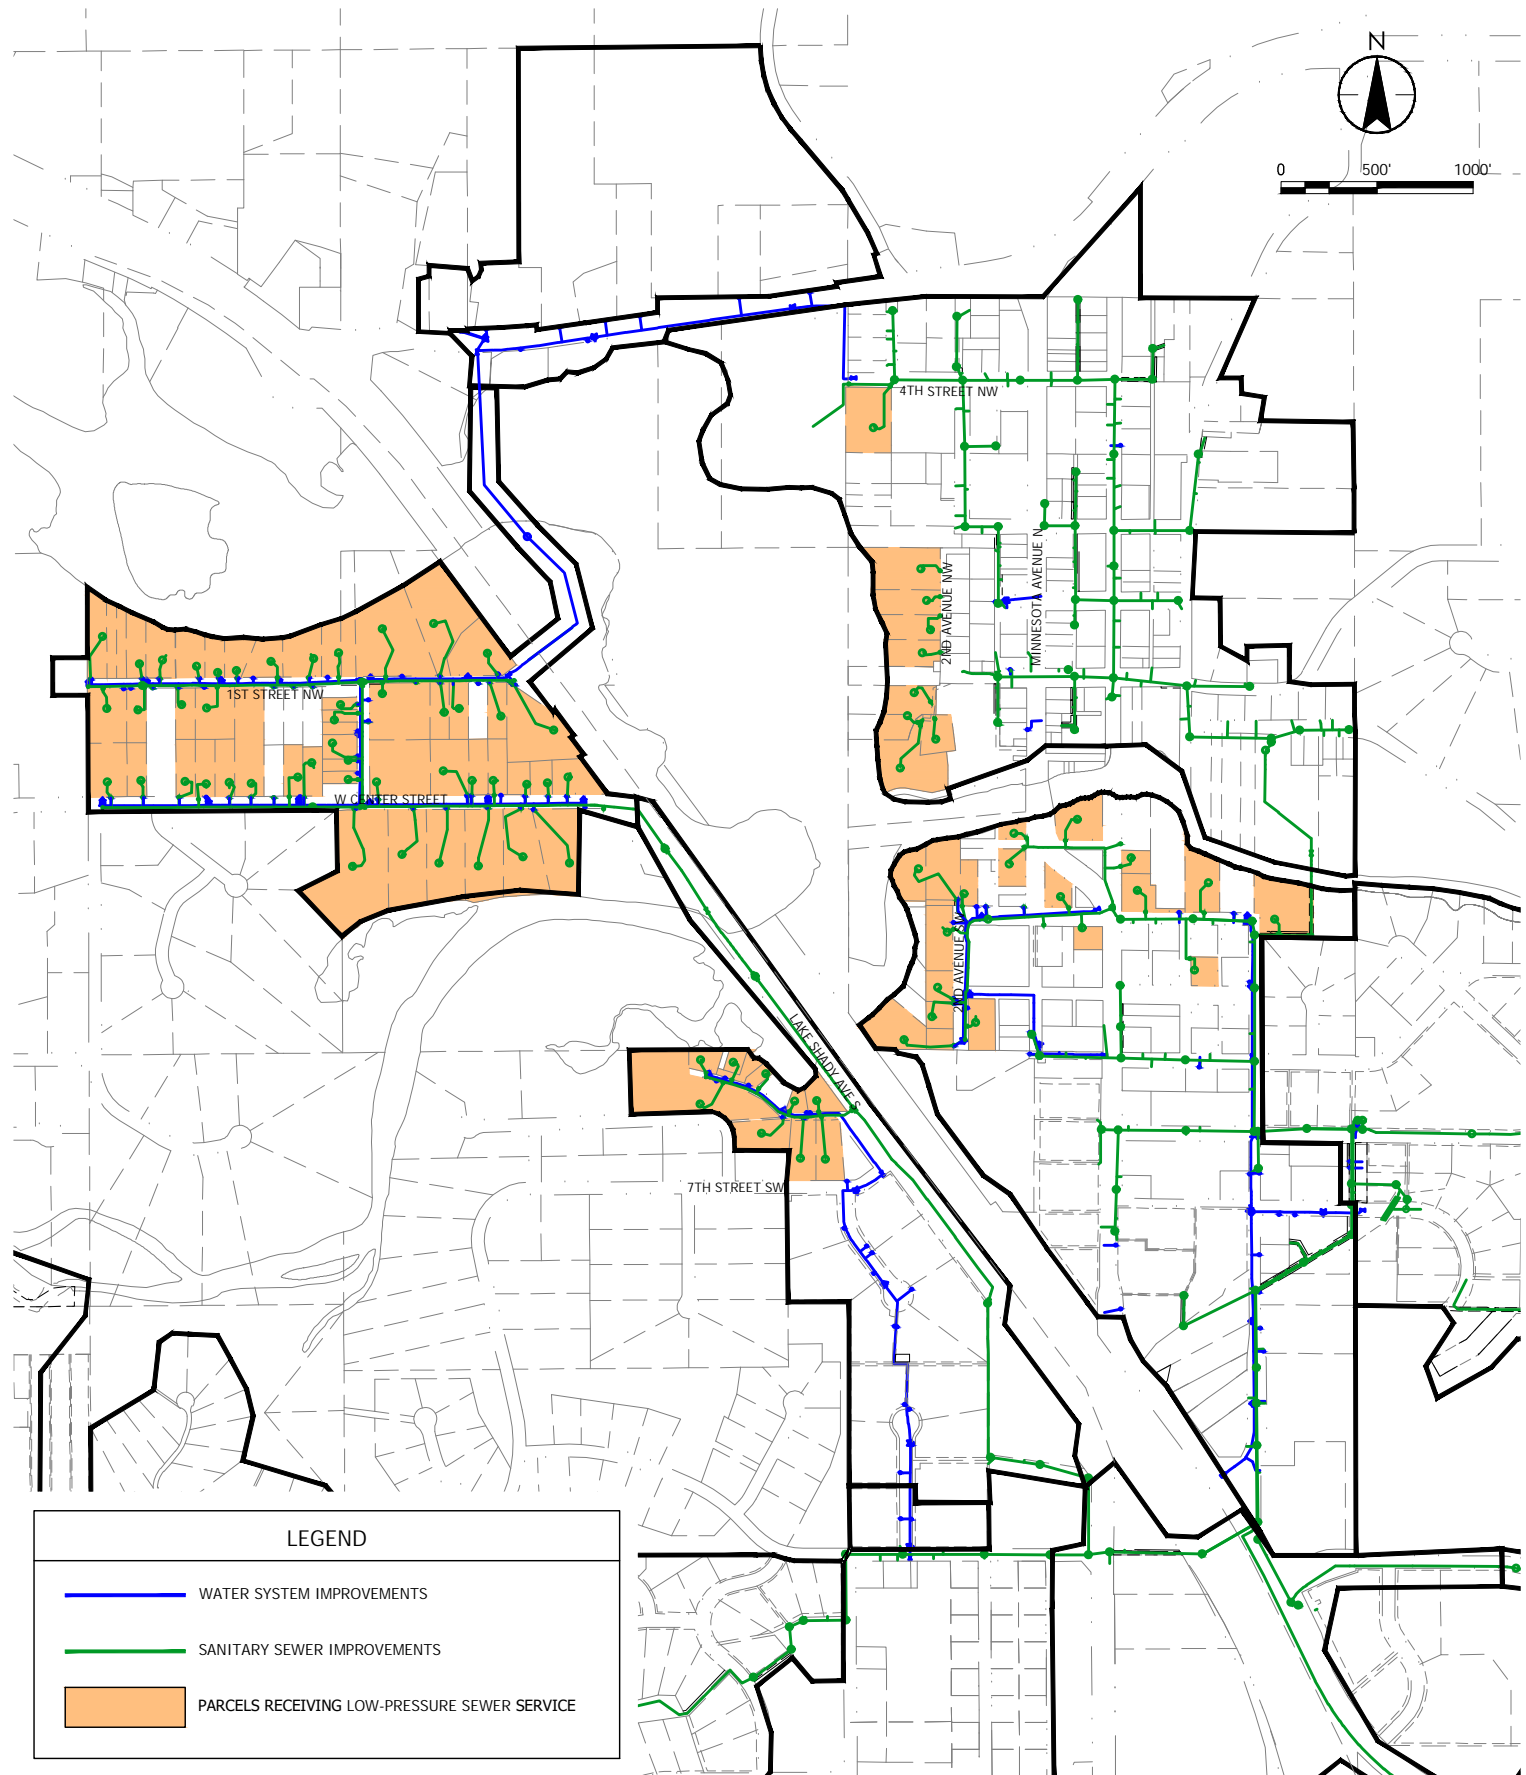 N
0 500' 1000'
4TH STREET NW
MINNESOTA AVENUE N
2ND AVENUE NW
1ST STREET NW
W CENTER STREET
2ND AVENUE SW
LAKE SHADY AVE S
7TH STREET SW
LEGEND
WATER SYSTEM IMPROVEMENTS
SANITARY SEWER IMPROVEMENTS
PARCELS RECEIVING LOW-PRESSURE SEWER SERVICE